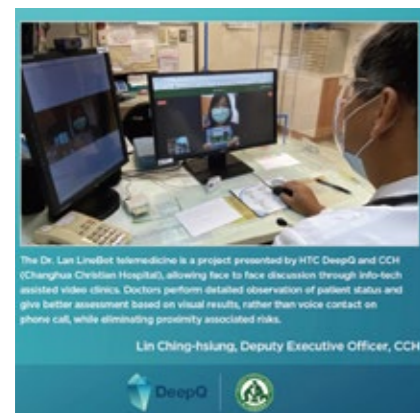 The Dr. Lan LineBot telemedicine is a project presented by HTC DeepQ and CCH
(Changhua Christian Hospital), allowing face to face discussion through info-tech
assisted video clinics. Doctors perform detailed observation of patient status and
give better assessment based on visual results, rather than voice contact on
phone call, while eliminating proximity associated risks.
Lin Ching-hsiung, Deputy Executive Officer, CCH
DeepQ